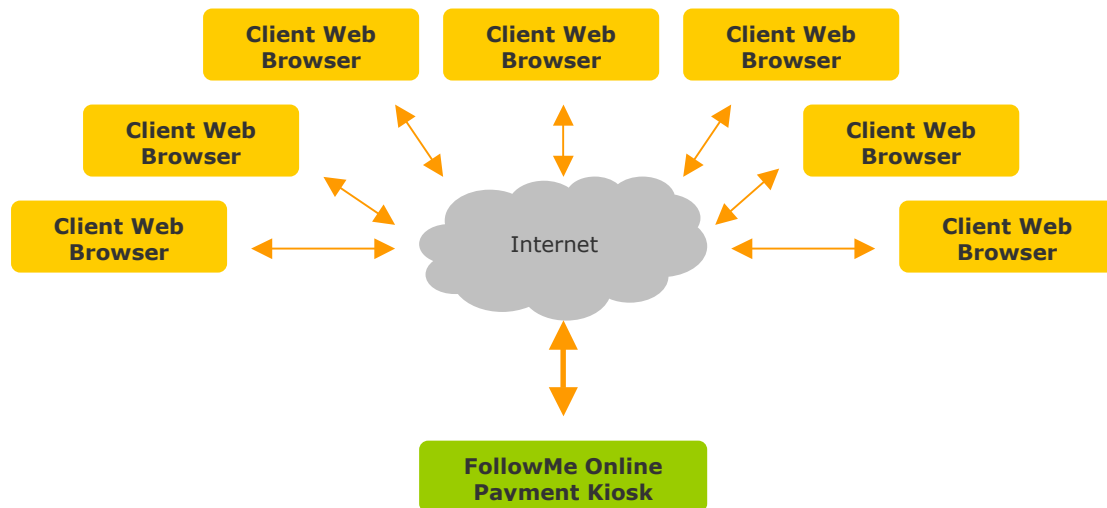 Client Web
Browser
Client Web
Browser
Client Web
Browser
Client Web
Browser
Client Web
Browser
Client Web
Browser
Client Web
Browser
Internet
FollowMe Online
Payment Kiosk